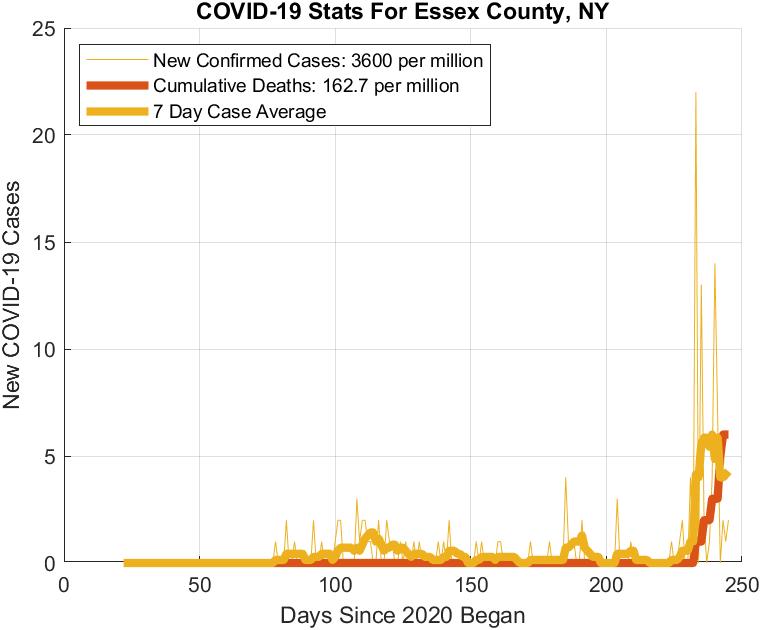 COVID-19 Stats For Essex County, NY
25
New Confirmed Cases: 3600 per million
Cumulative Deaths: 162.7 per million
7 Day Case Average
20
15
10
5
0
New COVID-19 Cases
0 50 100 150 200 250
Days Since 2020 Began